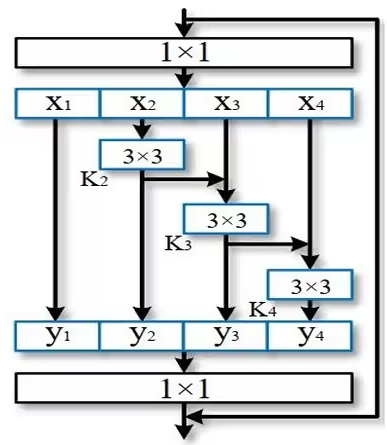 1×1
x1 x2 x3 x4
3×3
K2
3×3
K3
3×3
K4
y1 y2 y3 y4
1×1